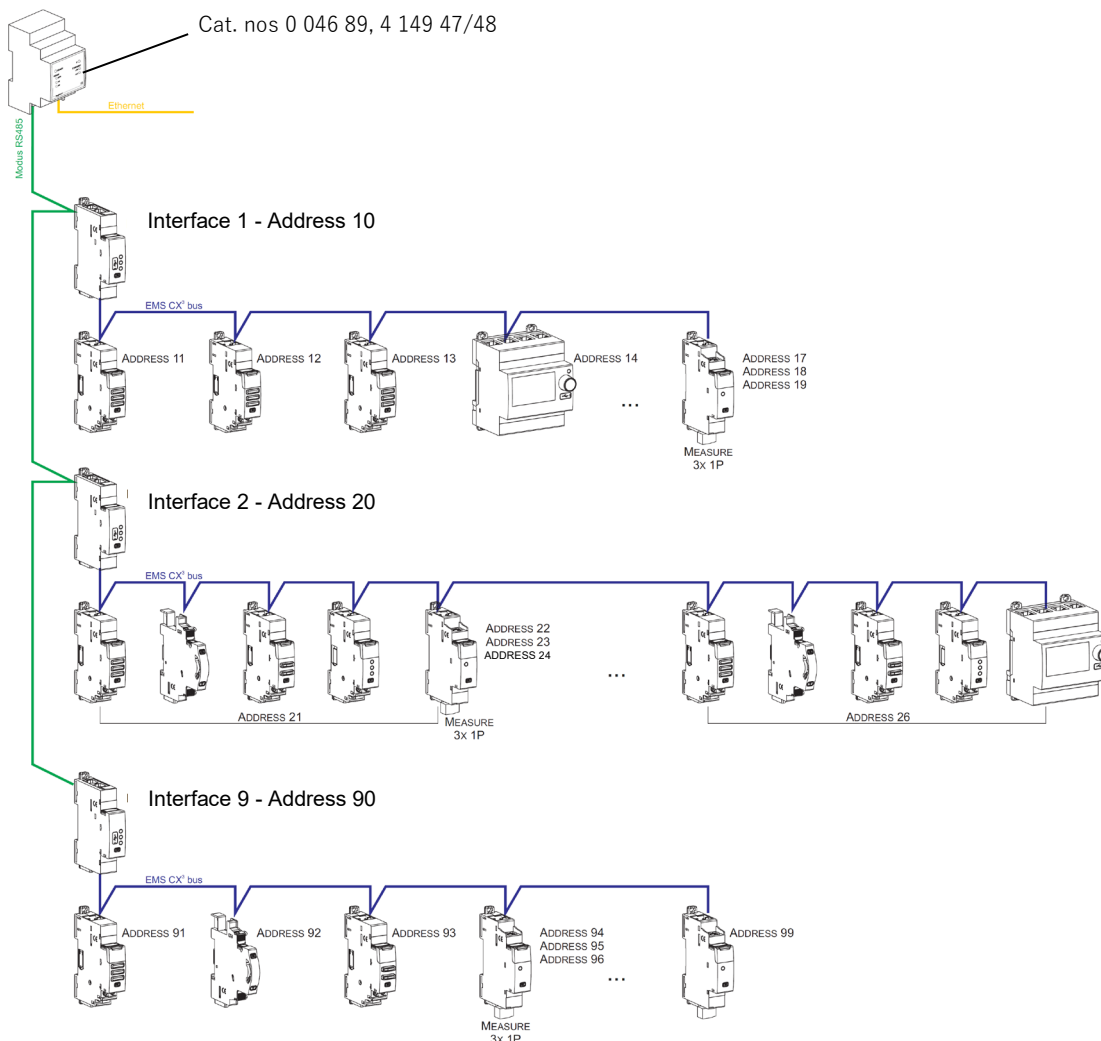 Cat. nos 0 046 89, 4 149 47/48
Ethernet
Modus RS485
Interface 1 - Address 10
EMS CX³ bus
ADDRESS 11
ADDRESS 12
ADDRESS 13
ADDRESS 14
...
ADDRESS 17
ADDRESS 18
ADDRESS 19
MEASURE
3X 1P
Interface 2 - Address 20
EMS CX³ bus
ADDRESS 22
ADDRESS 23
ADDRESS 24
...
ADDRESS 21
MEASURE
3X 1P
ADDRESS 26
Interface 9 - Address 90
EMS CX³ bus
ADDRESS 91
ADDRESS 92
ADDRESS 93
ADDRESS 94
ADDRESS 95
ADDRESS 96
...
ADDRESS 99
MEASURE
3X 1P